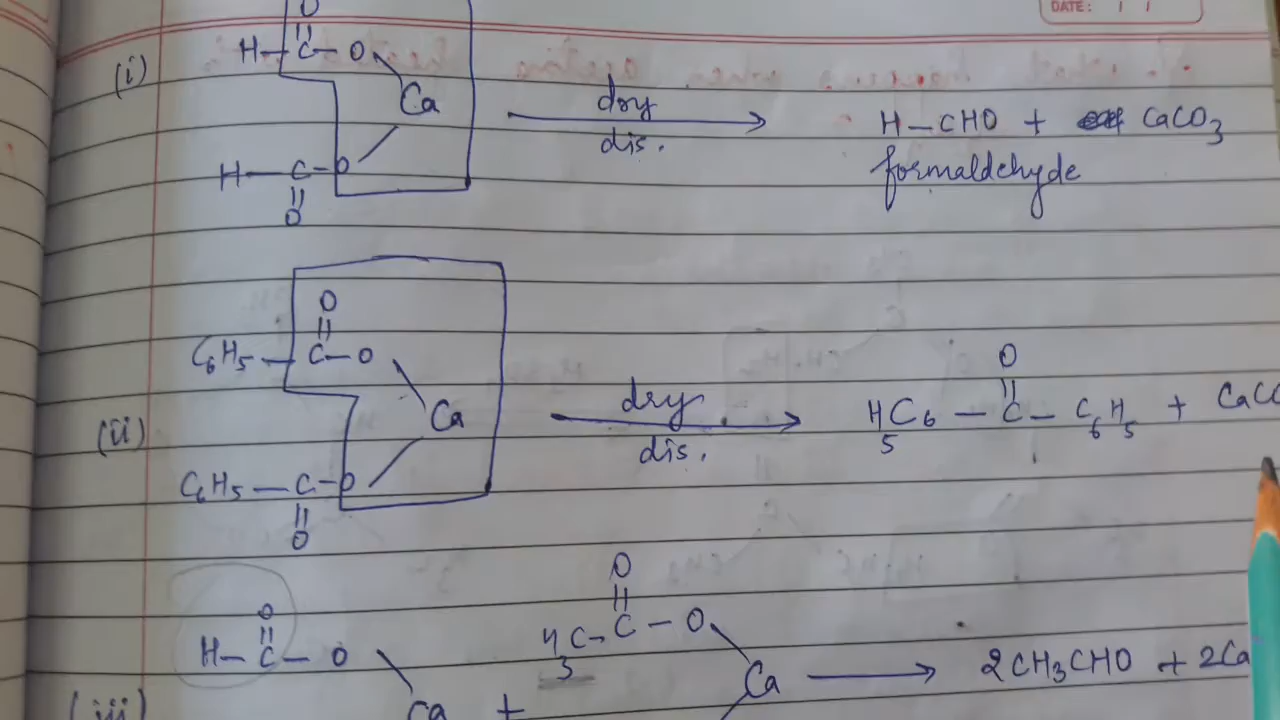 DATE: / /
O
||
H–C–O
(i) Ca dry H–CHO + CaCO3
dis. formaldehyde
H–C–O
||
O
O
||
C6H5–C–O
(ii) Ca dry H5C6–C–C6H5 + CaCO
dis. || O
C6H5–C–O
||
O
O O
|| ||
H–C–O H3C–C–O
(iii) Ca + Ca → 2CH3CHO + 2Ca